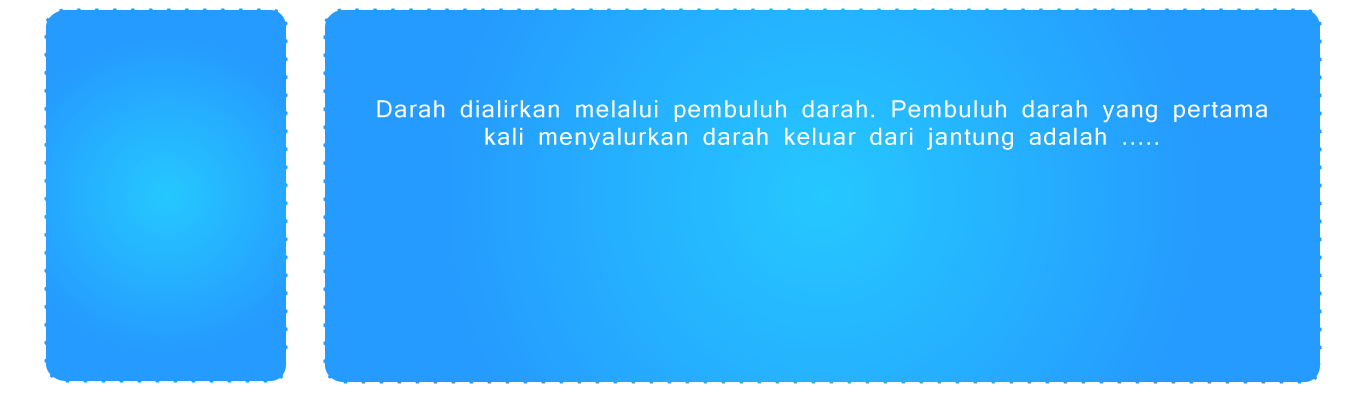 Darah dialirkan melalui pembuluh darah. Pembuluh darah yang pertama
kali menyalurkan darah keluar dari jantung adalah .....